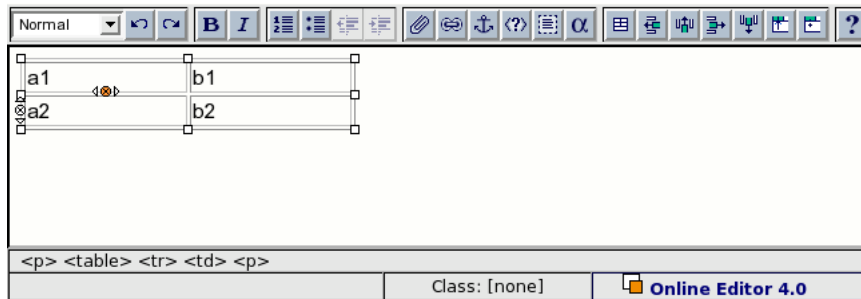 Normal
B I α ?
a1 b1
a2 b2
<p> <table> <tr> <td> <p>
Class: [none] Online Editor 4.0